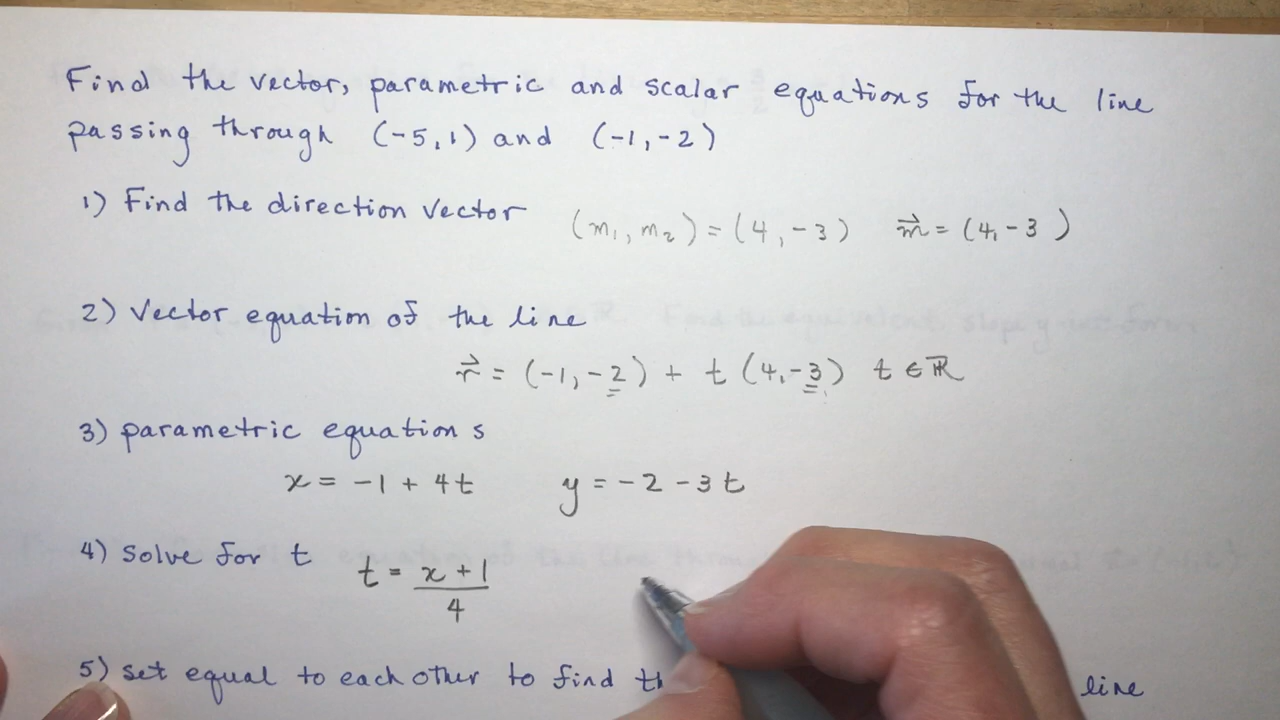 Find the vector, parametric and scalar equations for the line
passing through (-5,1) and (-1,-2)
1) Find the direction vector (m₁, m₂) = (4, -3) m⃗ = (4, -3)
2) vector equation of the line
r⃗ = (-1, -2) + t (4, -3) t ∈ ℝ
3) parametric equations
x = -1 + 4t y = -2 - 3t
4) solve for t t = (x + 1)/4
5) set equal to each other to find line